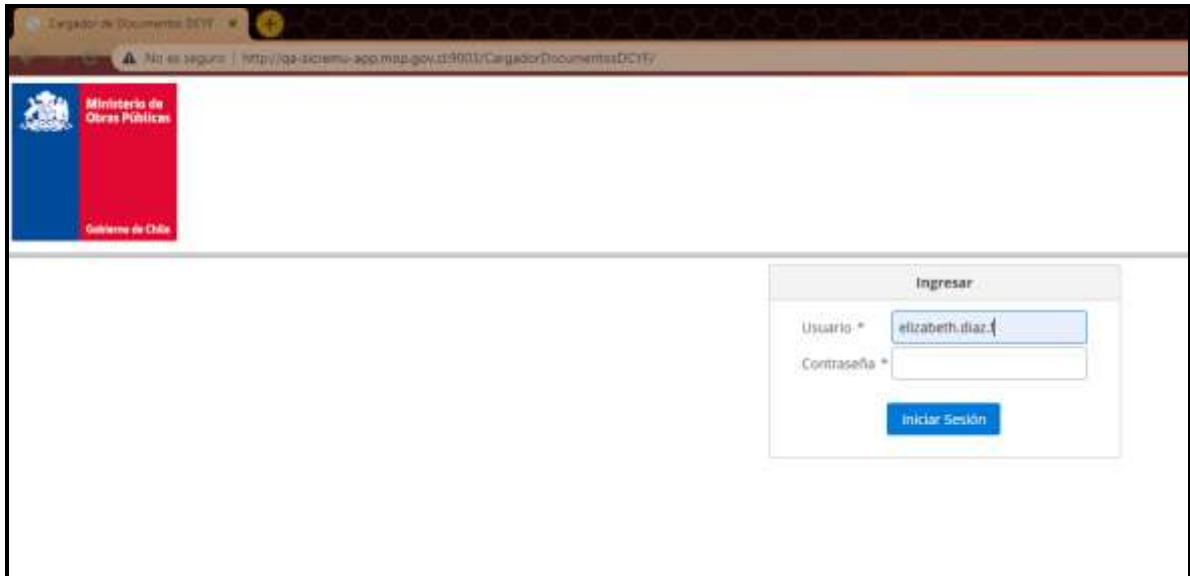 Cargador de Documentos DCYF
No es seguro | http://qa-sicremu-app.mop.gov.cl:9003/CargadorDocumentosDCYF/
Ministerio de
Obras Públicas
Gobierno de Chile
Ingresar
Usuario * elizabeth.diaz.f
Contraseña *
Iniciar Sesión